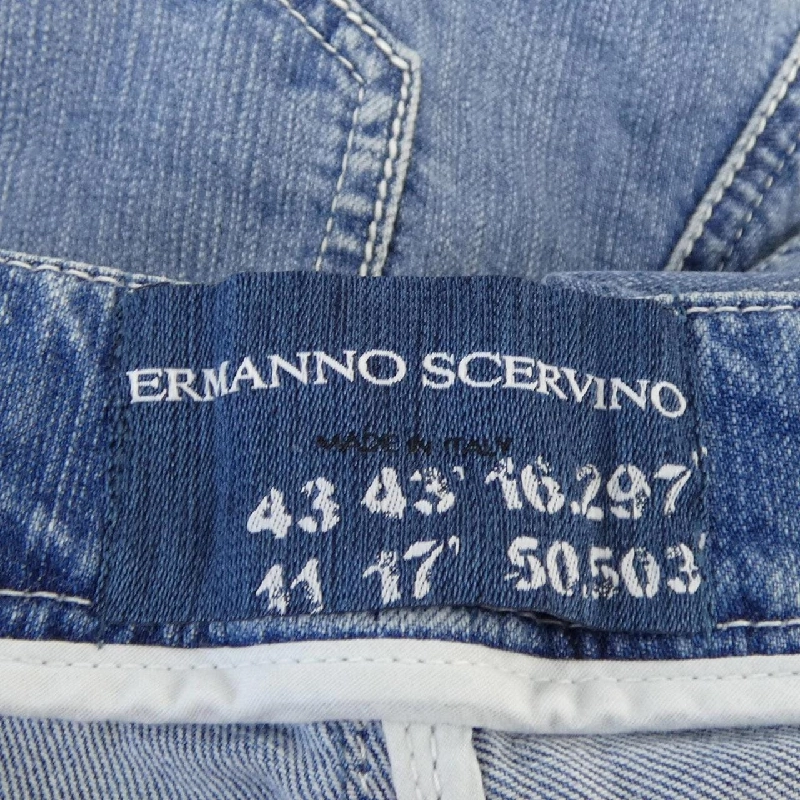 ERMANNO SCERVINO
MADE IN ITALY
43 43' 16.297'
11 17' 50.503'